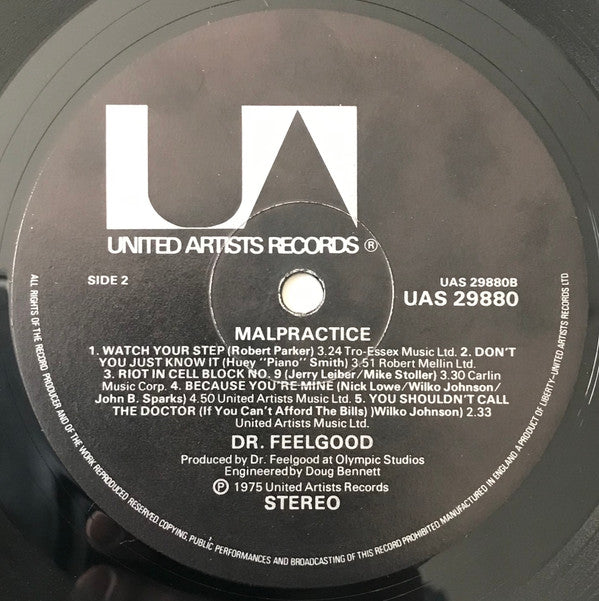 UA
UNITED ARTISTS RECORDS ®
SIDE 2
UAS 29880B
UAS 29880
MALPRACTICE
1. WATCH YOUR STEP (Robert Parker) 3.24 Tro-Essex Music Ltd. 2. DON'T
YOU JUST KNOW IT (Huey "Piano" Smith) 3.51 Robert Mellin Ltd.
3. RIOT IN CELL BLOCK NO. 9 (Jerry Leiber/Mike Stoller) 3.30 Carlin
Music Corp. 4. BECAUSE YOU'RE MINE (Nick Lowe/Wilko Johnson/
John B. Sparks) 4.50 United Artists Music Ltd. 5. YOU SHOULDN'T CALL
THE DOCTOR (If You Can't Afford The Bills) )Wilko Johnson) 2.33
United Artists Music Ltd.
DR. FEELGOOD
Produced by Dr. Feelgood at Olympic Studios
Engineered by Doug Bennett
℗ 1975 United Artists Records
STEREO
ALL RIGHTS OF THE RECORD PRODUCER AND OF THE OWNER OF THE WORK REPRODUCED RESERVED COPYING, PUBLIC PERFORMANCES AND BROADCASTING OF THIS RECORD PROHIBITED MANUFACTURED IN ENGLAND A PRODUCT OF LIBERTY-UNITED ARTISTS RECORDS LTD